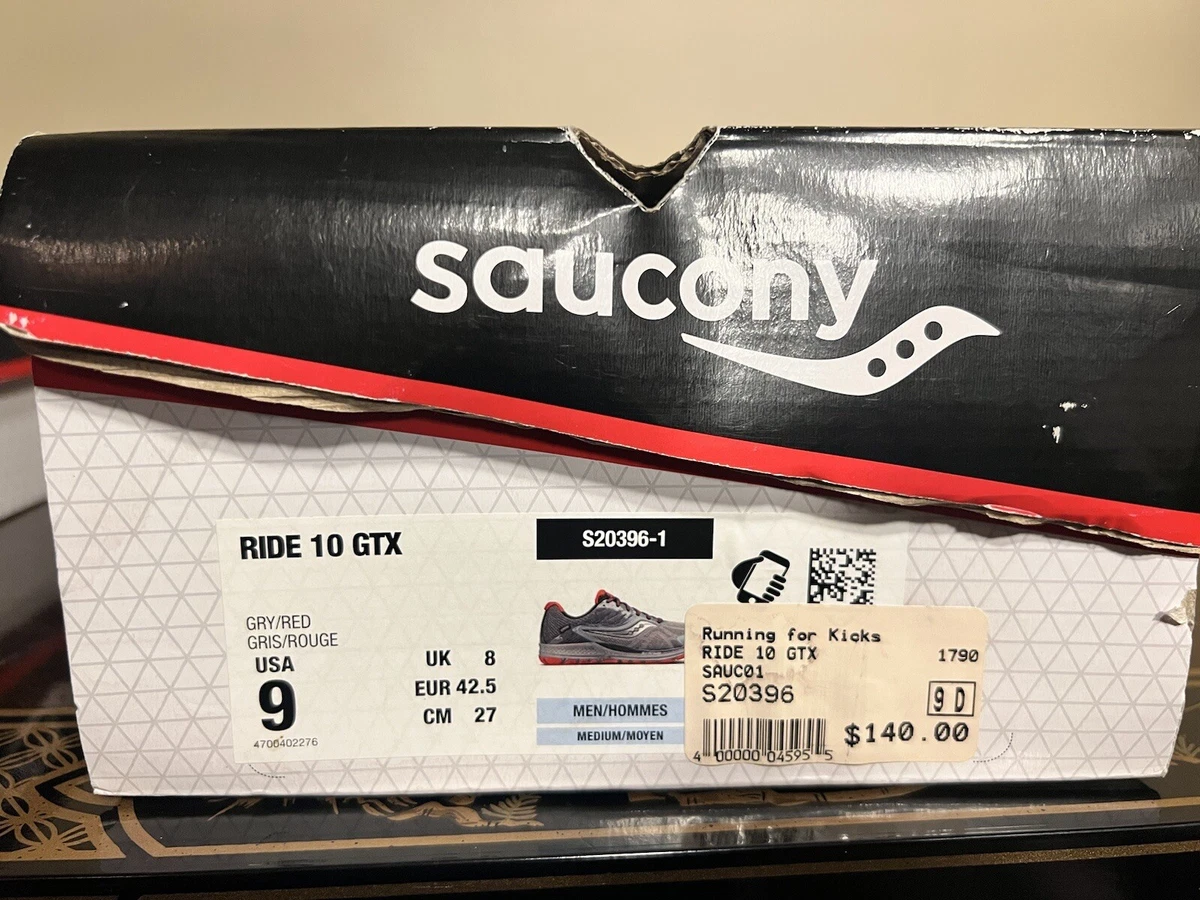 saucony
RIDE 10 GTX
S20396-1
GRY/RED
GRIS/ROUGE
USA
9
4700402276
UK 8
EUR 42.5
CM 27
MEN/HOMMES
MEDIUM/MOYEN
Running for Kicks
RIDE 10 GTX 1790
SAUC01
S20396
9 D
$140.00
4 00000 04595 5